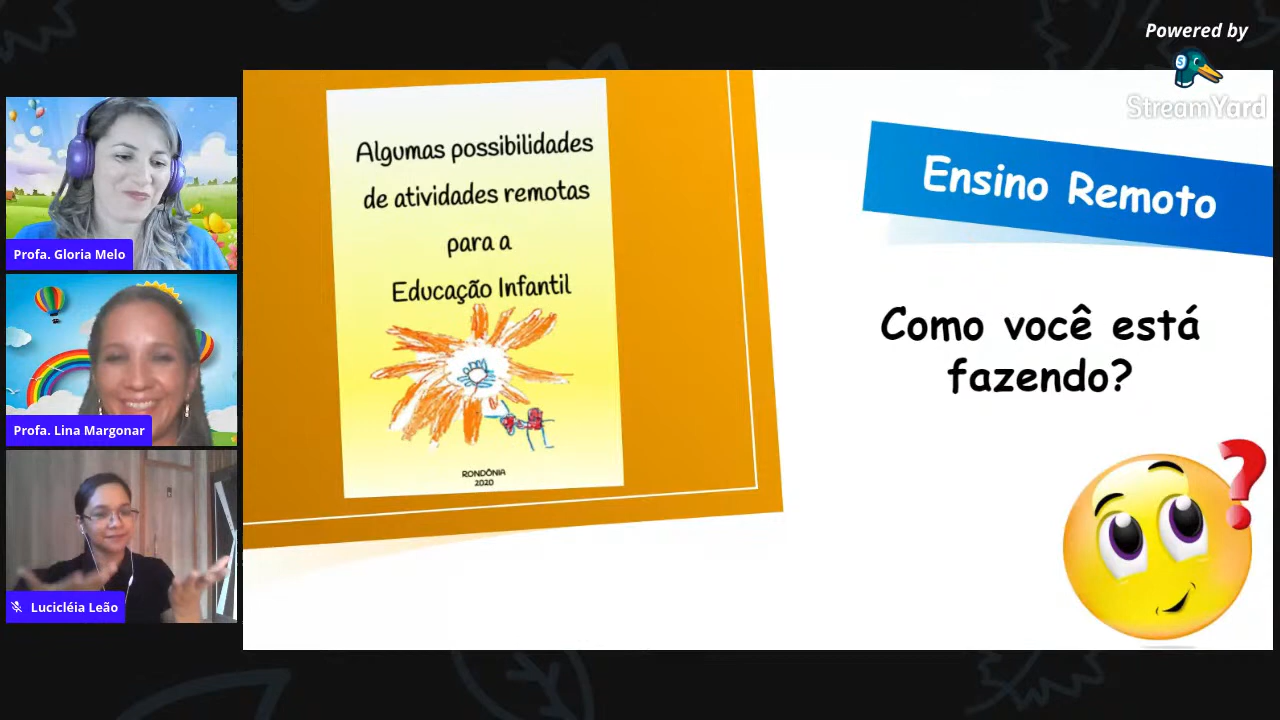 Powered by
StreamYard
Profa. Gloria Melo
Profa. Lina Margonar
Lucicléia Leão
Algumas possibilidades
de atividades remotas
para a
Educação Infantil
RONDÔNIA
2020
Ensino Remoto
Como você está
fazendo?